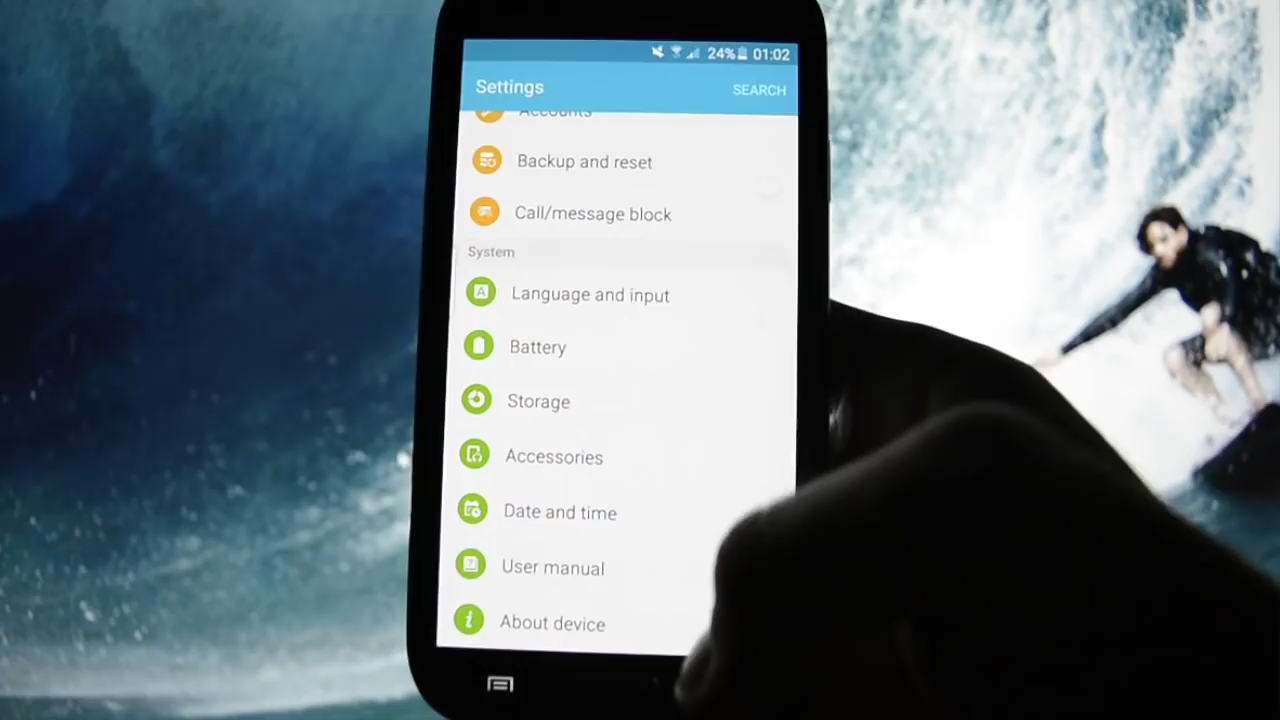 24% 01:02
Settings SEARCH
Accounts
Backup and reset
Call/message block
System
Language and input
Battery
Storage
Accessories
Date and time
User manual
About device